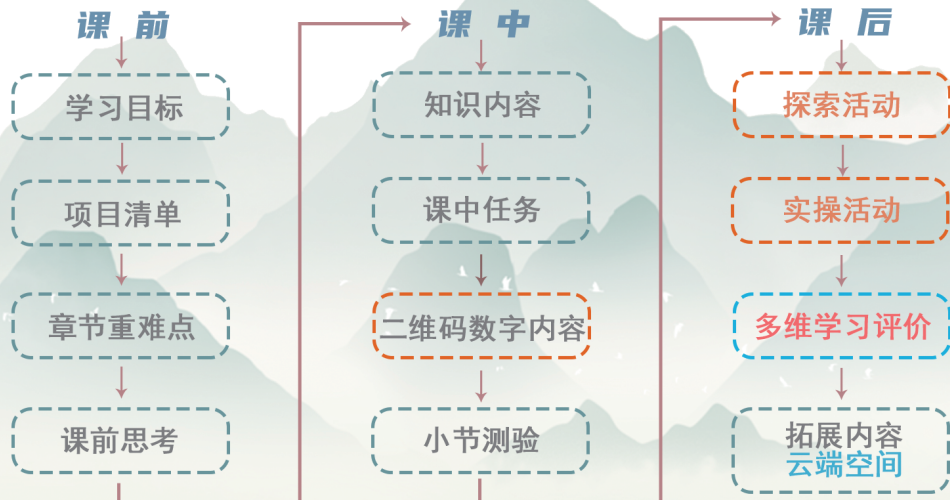 课前
学习目标
项目清单
章节重难点
课前思考
课中
知识内容
课中任务
二维码数字内容
小节测验
课后
探索活动
实操活动
多维学习评价
拓展内容
云端空间